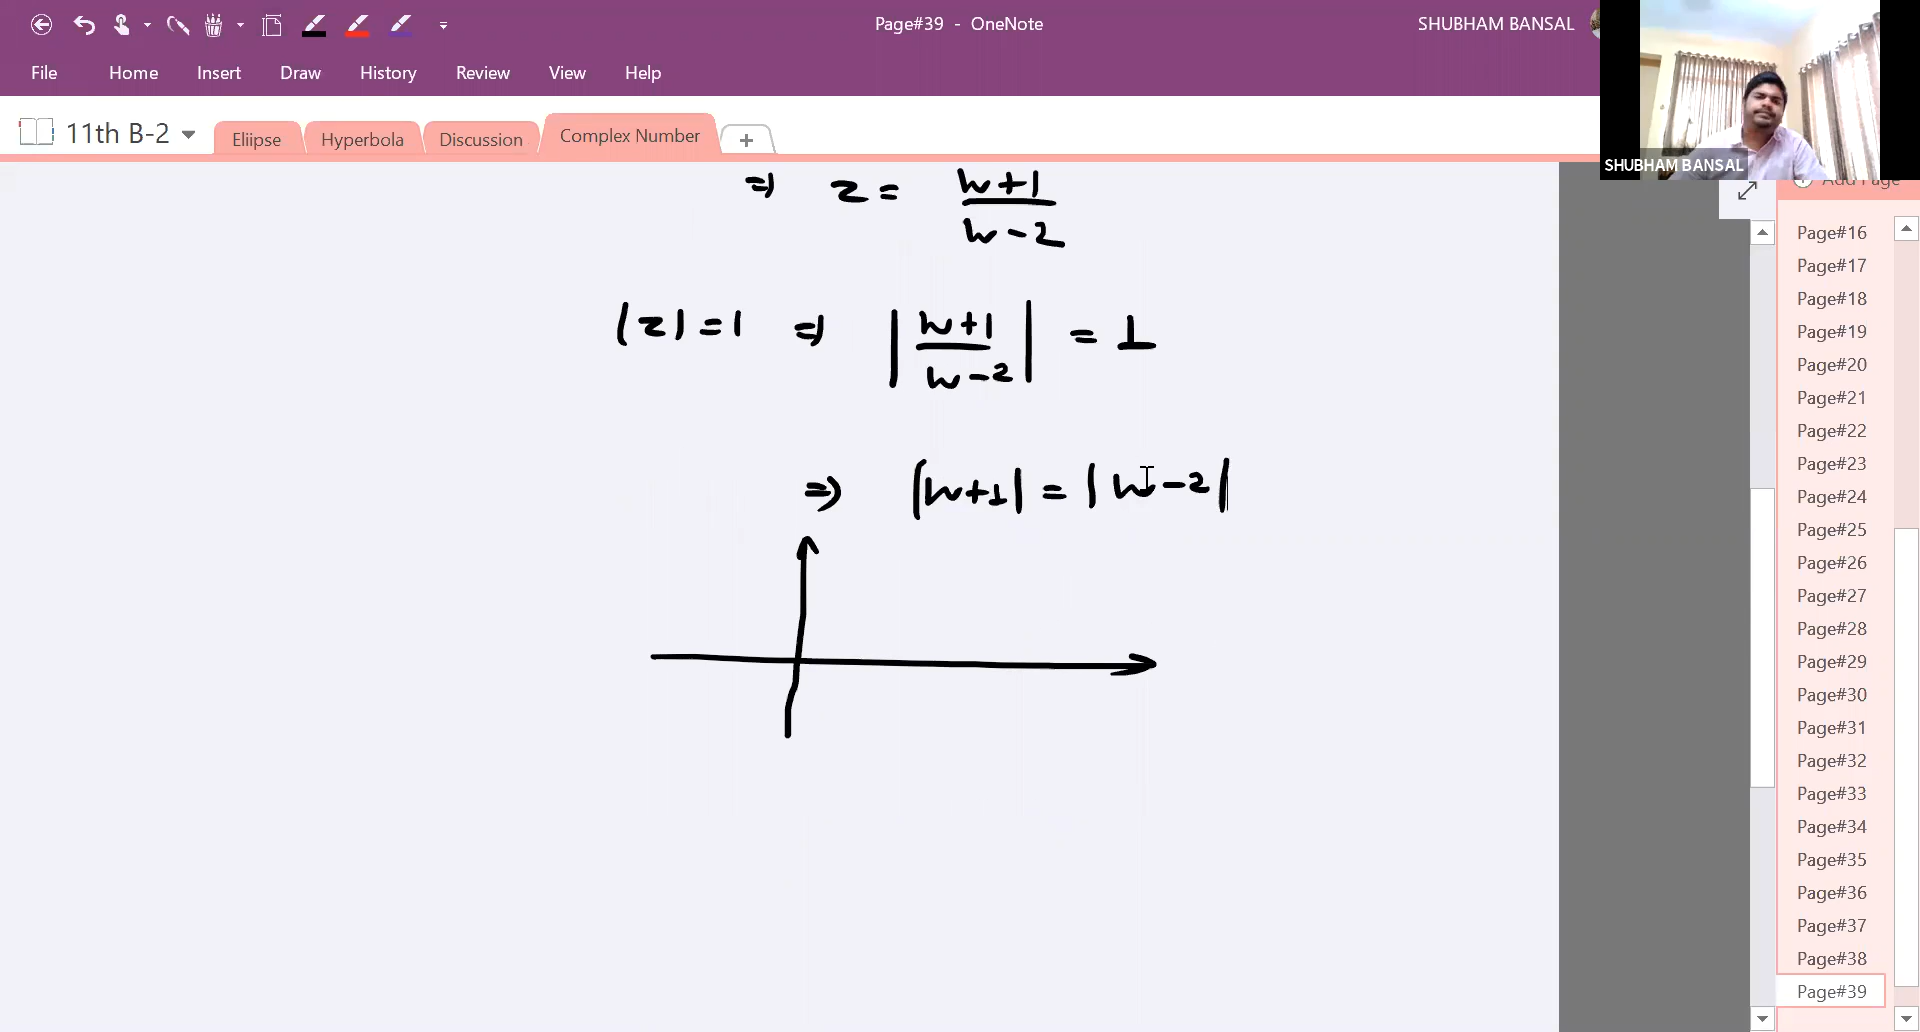 Page#39 - OneNote
SHUBHAM BANSAL
File Home Insert Draw History Review View Help
11th B-2
Eliipse Hyperbola Discussion Complex Number +
SHUBHAM BANSAL
Add Page
⇒ z = (w+1)/(w-2)
|z| = 1 ⇒ |(w+1)/(w-2)| = 1
⇒ |w+1| = |w-2|
Page#16
Page#17
Page#18
Page#19
Page#20
Page#21
Page#22
Page#23
Page#24
Page#25
Page#26
Page#27
Page#28
Page#29
Page#30
Page#31
Page#32
Page#33
Page#34
Page#35
Page#36
Page#37
Page#38
Page#39